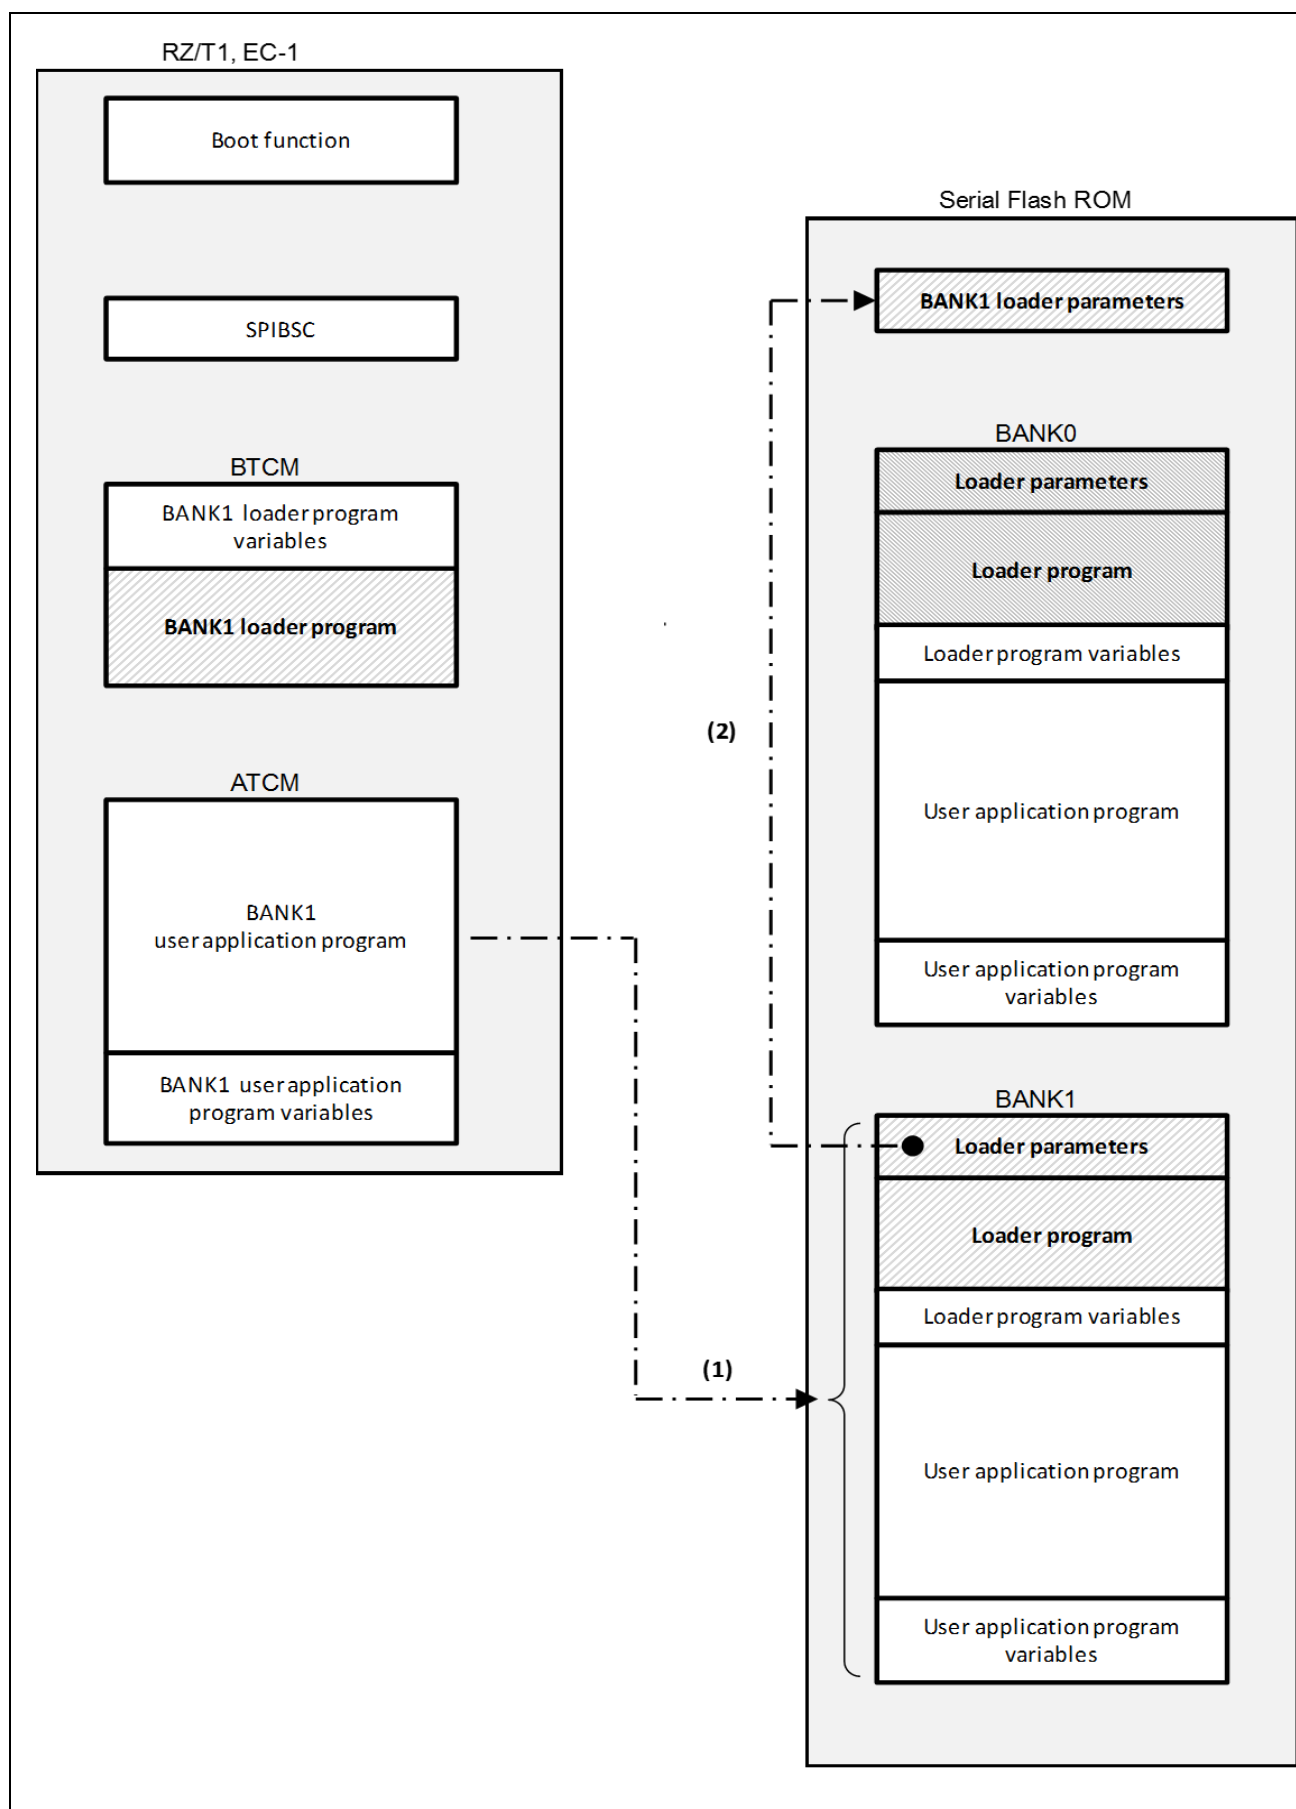 RZ/T1, EC-1
Boot function
SPIBSC
BTCM
BANK1 loader program
variables
BANK1 loader program
ATCM
BANK1
user application program
BANK1 user application
program variables
(2)
(1)
Serial Flash ROM
BANK1 loader parameters
BANK0
Loader parameters
Loader program
Loader program variables
User application program
User application program
variables
BANK1
Loader parameters
Loader program
Loader program variables
User application program
User application program
variables